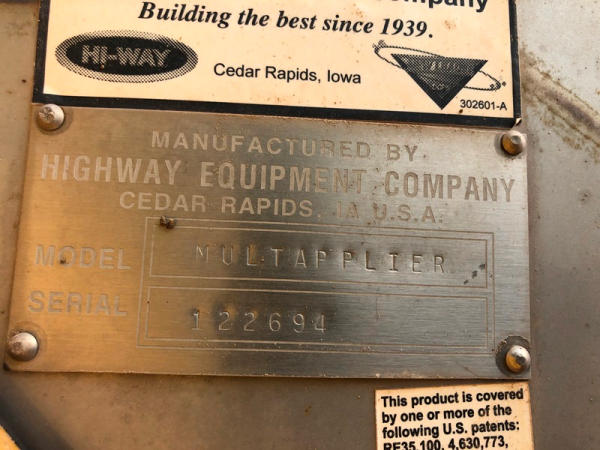 Company
Building the best since 1939.
HI-WAY
Cedar Rapids, Iowa
302601-A
MANUFACTURED BY
HIGHWAY EQUIPMENT COMPANY
CEDAR RAPIDS, IA U.S.A.
MODEL MULTAPPLIER
SERIAL 122694
This product is covered
by one or more of the
following U.S. patents:
RE35,100, 4,630,773,